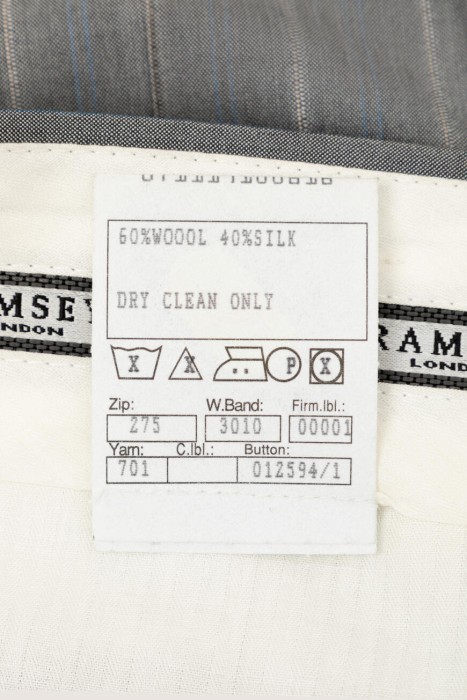 60%WOOOL 40%SILK
DRY CLEAN ONLY
MSEY
LONDON
RAM
LOND
X X P X
Zip: W.Band: Firm.lbl.:
275 3010 00001
Yarn: C.lbl.: Button:
701 012594/1